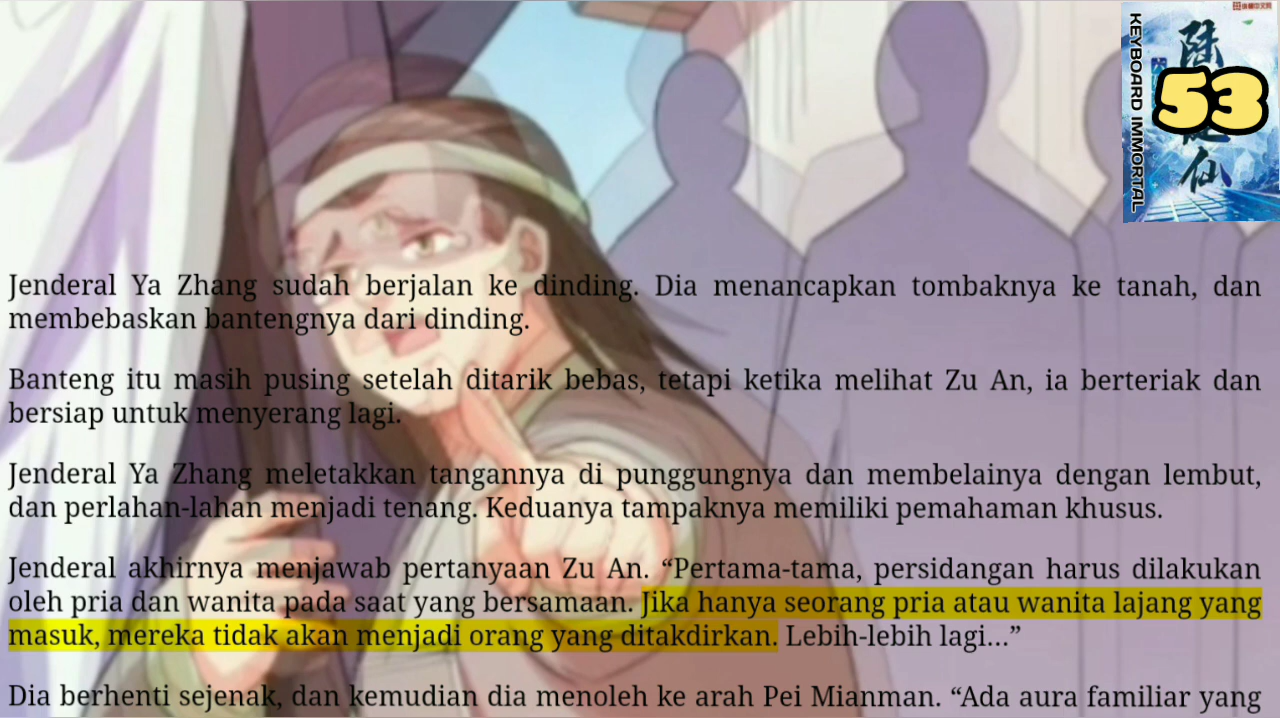 陆
仙
KEYBOARD IMMORTAL
53
Jenderal Ya Zhang sudah berjalan ke dinding. Dia menancapkan tombaknya ke tanah, dan
membebaskan bantengnya dari dinding.
Banteng itu masih pusing setelah ditarik bebas, tetapi ketika melihat Zu An, ia berteriak dan
bersiap untuk menyerang lagi.
Jenderal Ya Zhang meletakkan tangannya di punggungnya dan membelainya dengan lembut,
dan perlahan-lahan menjadi tenang. Keduanya tampaknya memiliki pemahaman khusus.
Jenderal akhirnya menjawab pertanyaan Zu An. “Pertama-tama, persidangan harus dilakukan
oleh pria dan wanita pada saat yang bersamaan. Jika hanya seorang pria atau wanita lajang yang
masuk, mereka tidak akan menjadi orang yang ditakdirkan. Lebih-lebih lagi…”
Dia berhenti sejenak, dan kemudian dia menoleh ke arah Pei Mianman. “Ada aura familiar yang